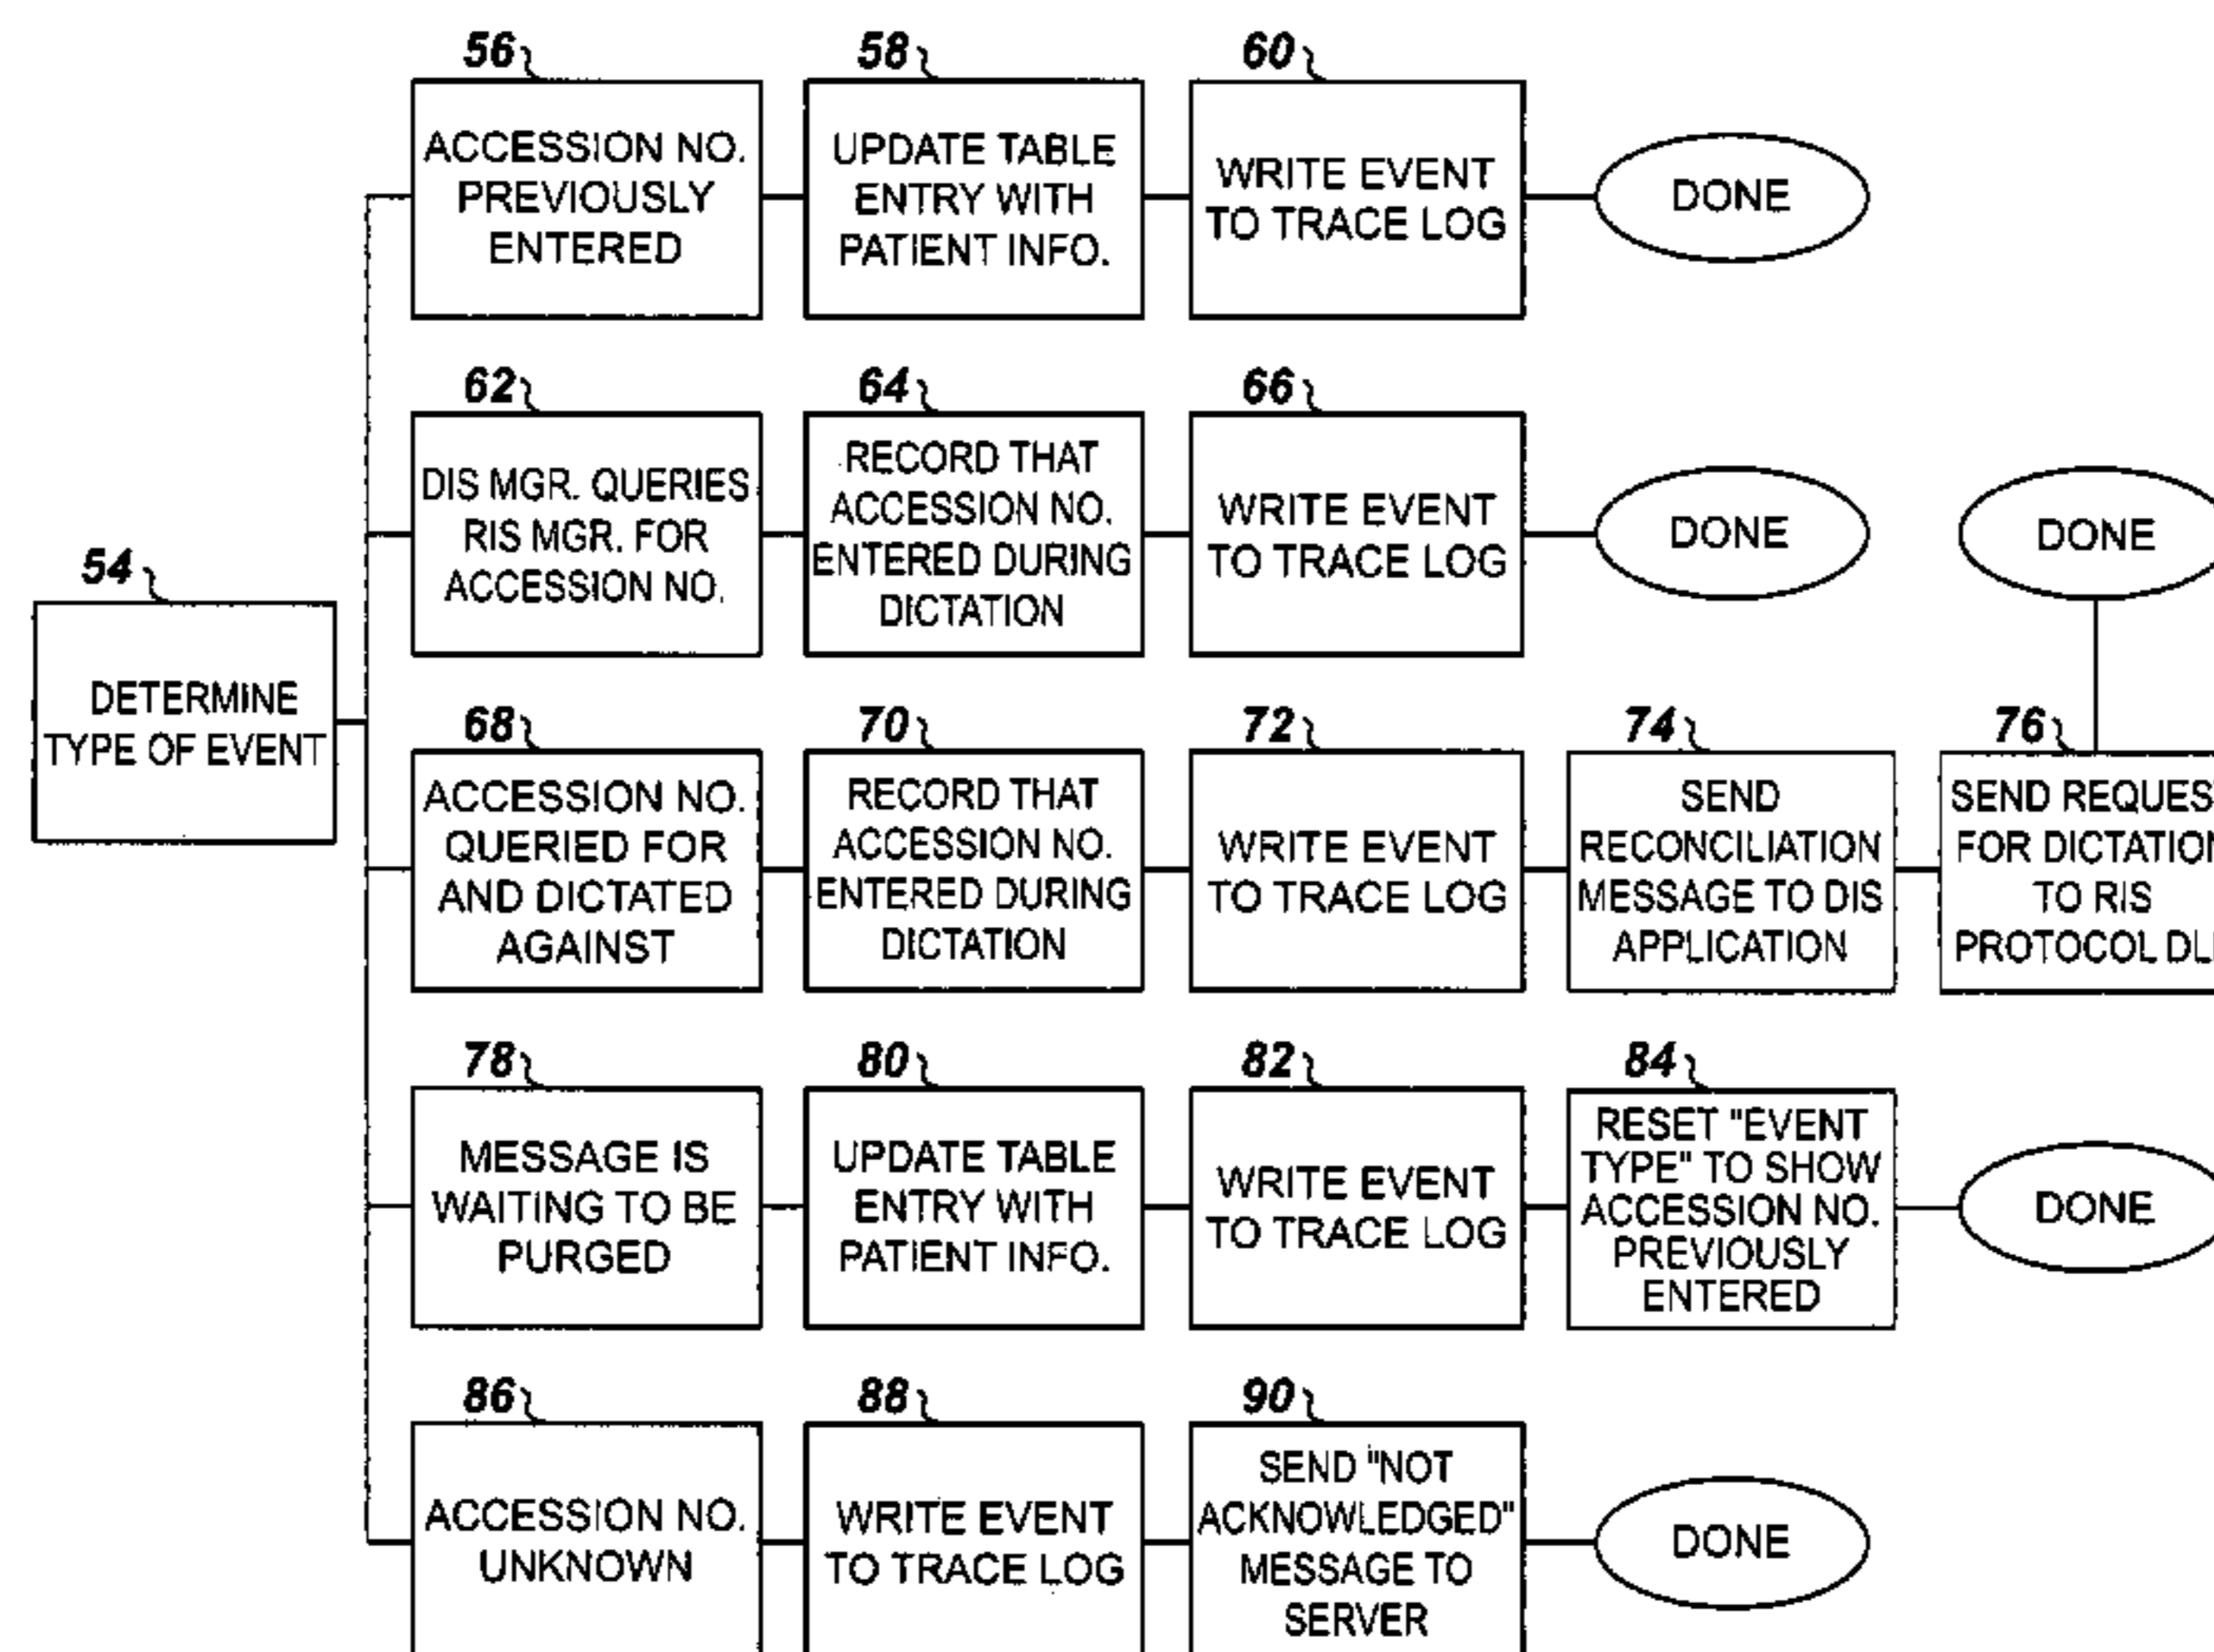 56
ACCESSION NO.
PREVIOUSLY
ENTERED
58
UPDATE TABLE
ENTRY WITH
PATIENT INFO.
60
WRITE EVENT
TO TRACE LOG
DONE
62
DIS MGR. QUERIES
RIS MGR. FOR
ACCESSION NO.
64
RECORD THAT
ACCESSION NO.
ENTERED DURING
DICTATION
66
WRITE EVENT
TO TRACE LOG
DONE
DONE
54
DETERMINE
TYPE OF EVENT
68
ACCESSION NO.
QUERIED FOR
AND DICTATED
AGAINST
70
RECORD THAT
ACCESSION NO.
ENTERED DURING
DICTATION
72
WRITE EVENT
TO TRACE LOG
74
SEND
RECONCILIATION
MESSAGE TO DIS
APPLICATION
76
SEND REQUES
FOR DICTATION
TO RIS
PROTOCOL
78
MESSAGE IS
WAITING TO BE
PURGED
80
UPDATE TABLE
ENTRY WITH
PATIENT INFO.
82
WRITE EVENT
TO TRACE LOG
84
RESET "EVENT
TYPE" TO SHOW
ACCESSION NO.
PREVIOUSLY
ENTERED
DONE
86
ACCESSION NO.
UNKNOWN
88
WRITE EVENT
TO TRACE LOG
90
SEND "NOT
ACKNOWLEDGED"
MESSAGE TO
SERVER
DONE